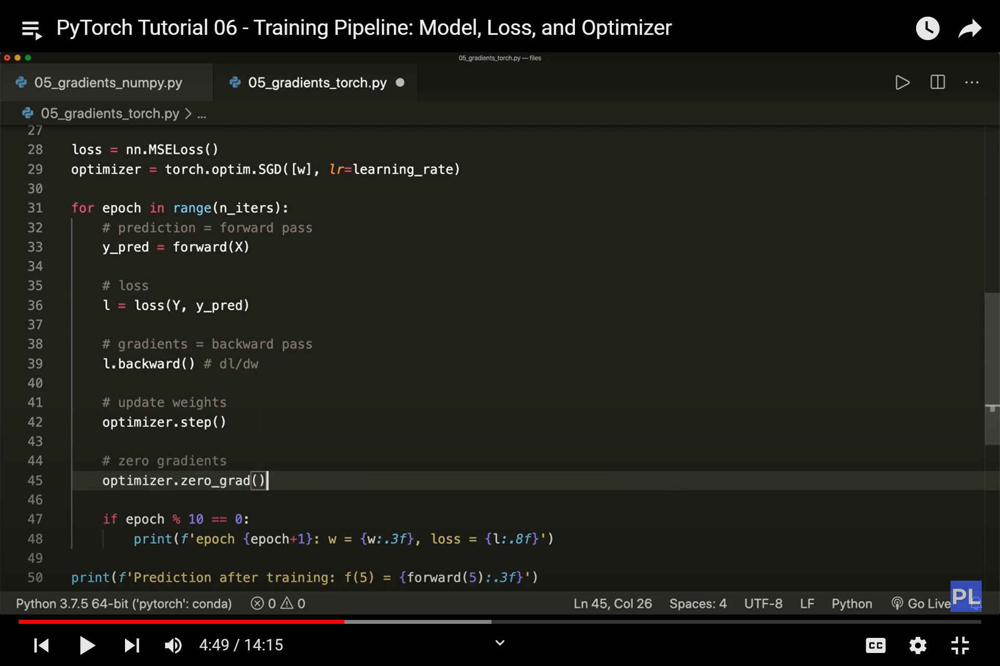 PyTorch Tutorial 06 - Training Pipeline: Model, Loss, and Optimizer
05_gradients_torch.py — files
05_gradients_numpy.py
05_gradients_torch.py
05_gradients_torch.py > ...
27
28 loss = nn.MSELoss()
29 optimizer = torch.optim.SGD([w], lr=learning_rate)
30
31 for epoch in range(n_iters):
32     # prediction = forward pass
33     y_pred = forward(X)
34
35     # loss
36     l = loss(Y, y_pred)
37
38     # gradients = backward pass
39     l.backward() # dl/dw
40
41     # update weights
42     optimizer.step()
43
44     # zero gradients
45     optimizer.zero_grad()
46
47     if epoch % 10 == 0:
48         print(f'epoch {epoch+1}: w = {w:.3f}, loss = {l:.8f}')
49
50 print(f'Prediction after training: f(5) = {forward(5):.3f}')
Python 3.7.5 64-bit ('pytorch': conda) 0 0 Ln 45, Col 26 Spaces: 4 UTF-8 LF Python Go Live PL
4:49 / 14:15 CC